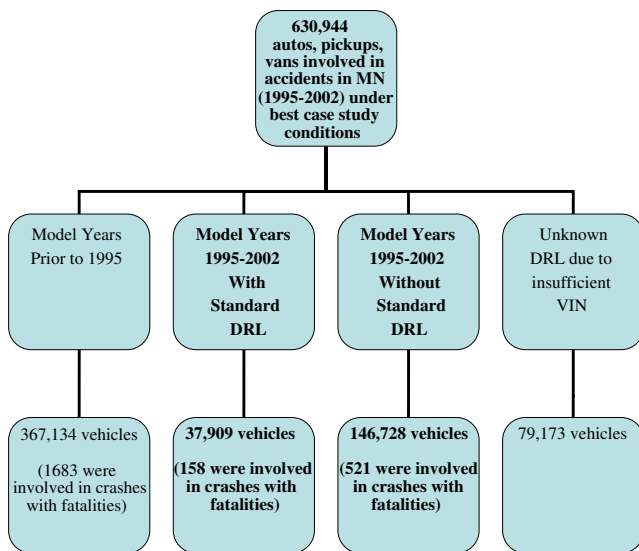 630,944
autos, pickups,
vans involved in
accidents in MN
(1995-2002) under
best case study
conditions
Model Years
Prior to 1995
Model Years
1995-2002
With
Standard
DRL
Model Years
1995-2002
Without
Standard
DRL
Unknown
DRL due to
insufficient
VIN
367,134 vehicles
(1683 were
involved in crashes
with fatalities)
37,909 vehicles
(158 were involved
in crashes with
fatalities)
146,728 vehicles
(521 were involved
in crashes with
fatalities)
79,173 vehicles